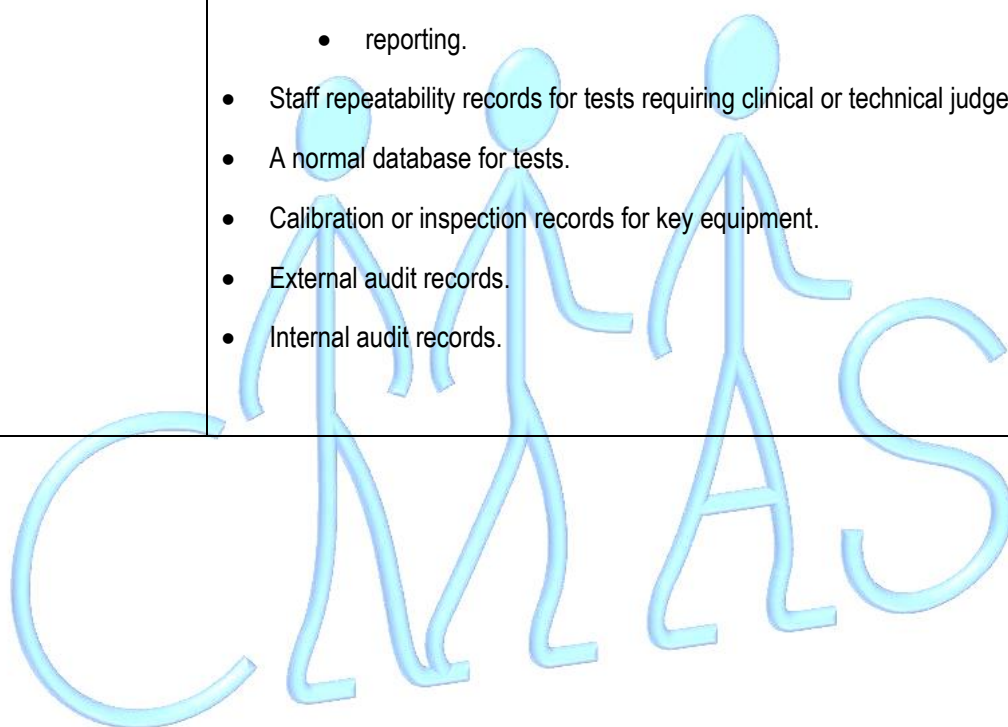 • reporting.
• Staff repeatability records for tests requiring clinical or technical judge
• A normal database for tests.
• Calibration or inspection records for key equipment.
• External audit records.
• Internal audit records.
CMAS